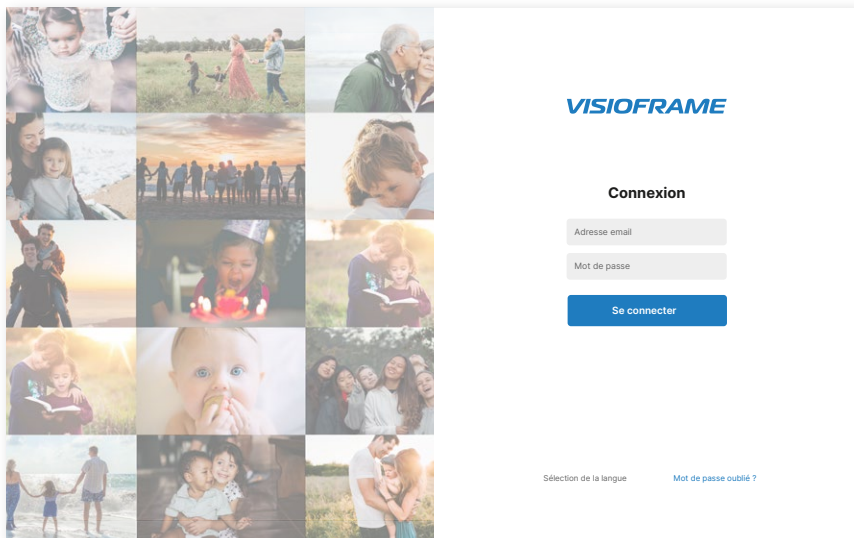 VISIOFRAME
Connexion
Adresse email
Mot de passe
Se connecter
Sélection de la langue
Mot de passe oublié ?